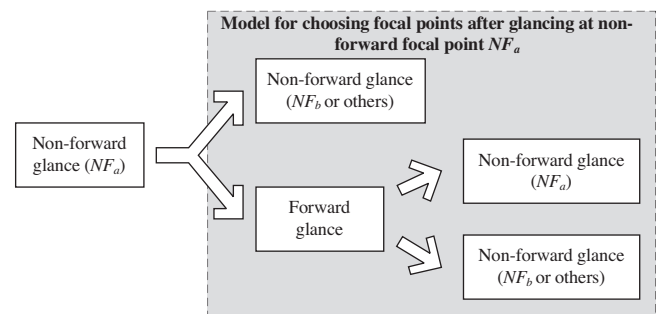 Model for choosing focal points after glancing at non-
forward focal point NFa
Non-forward glance
(NFb or others)
Non-forward
glance (NFa)
Non-forward glance
(NFa)
Forward
glance
Non-forward glance
(NFb or others)